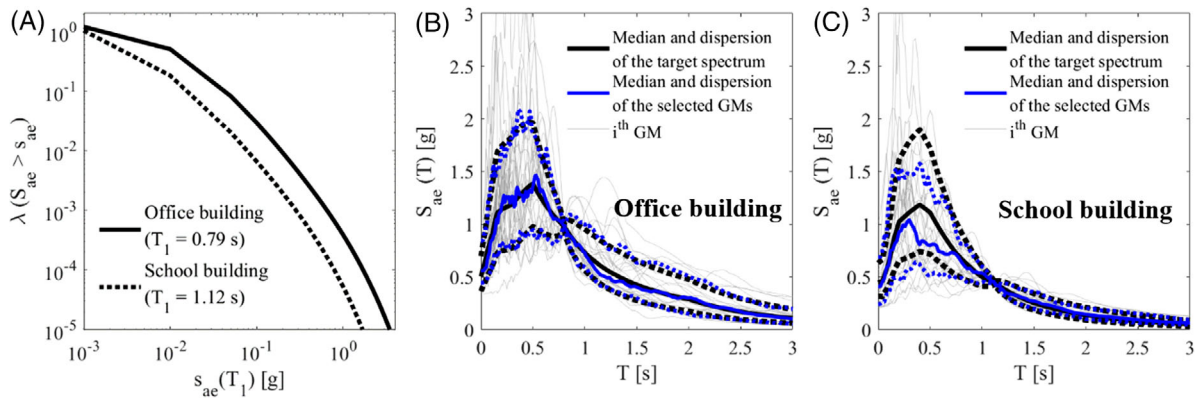 (A)
10^0
10^-1
10^-2
10^-3
10^-4
10^-5
λ (S_ae > s_ae)
Office building
(T_1 = 0.79 s)
School building
(T_1 = 1.12 s)
10^-3 10^-2 10^-1 10^0
s_ae(T_1) [g]
(B)
3
2.5
2
1.5
1
0.5
0
S_ae (T) [g]
Median and dispersion
of the target spectrum
Median and dispersion
of the selected GMs
i^th GM
Office building
0 0.5 1 1.5 2 2.5 3
T [s]
(C)
3
2.5
2
1.5
1
0.5
0
S_ae (T) [g]
Median and dispersion
of the target spectrum
Median and dispersion
of the selected GMs
i^th GM
School building
0 0.5 1 1.5 2 2.5 3
T [s]